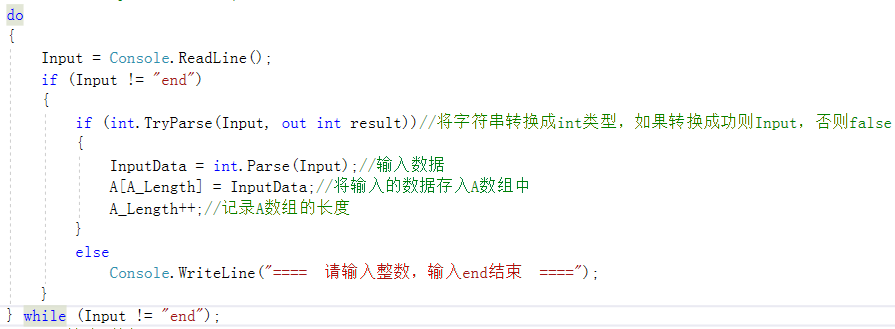 do
{
Input = Console.ReadLine();
if (Input != "end")
{
if (int.TryParse(Input, out int result))//将字符串转换成int类型，如果转换成功则Input，否则false
{
InputData = int.Parse(Input);//输入数据
A[A_Length] = InputData;//将输入的数据存入A数组中
A_Length++;//记录A数组的长度
}
else
Console.WriteLine("==== 请输入整数，输入end结束 ====");
}
} while (Input != "end");